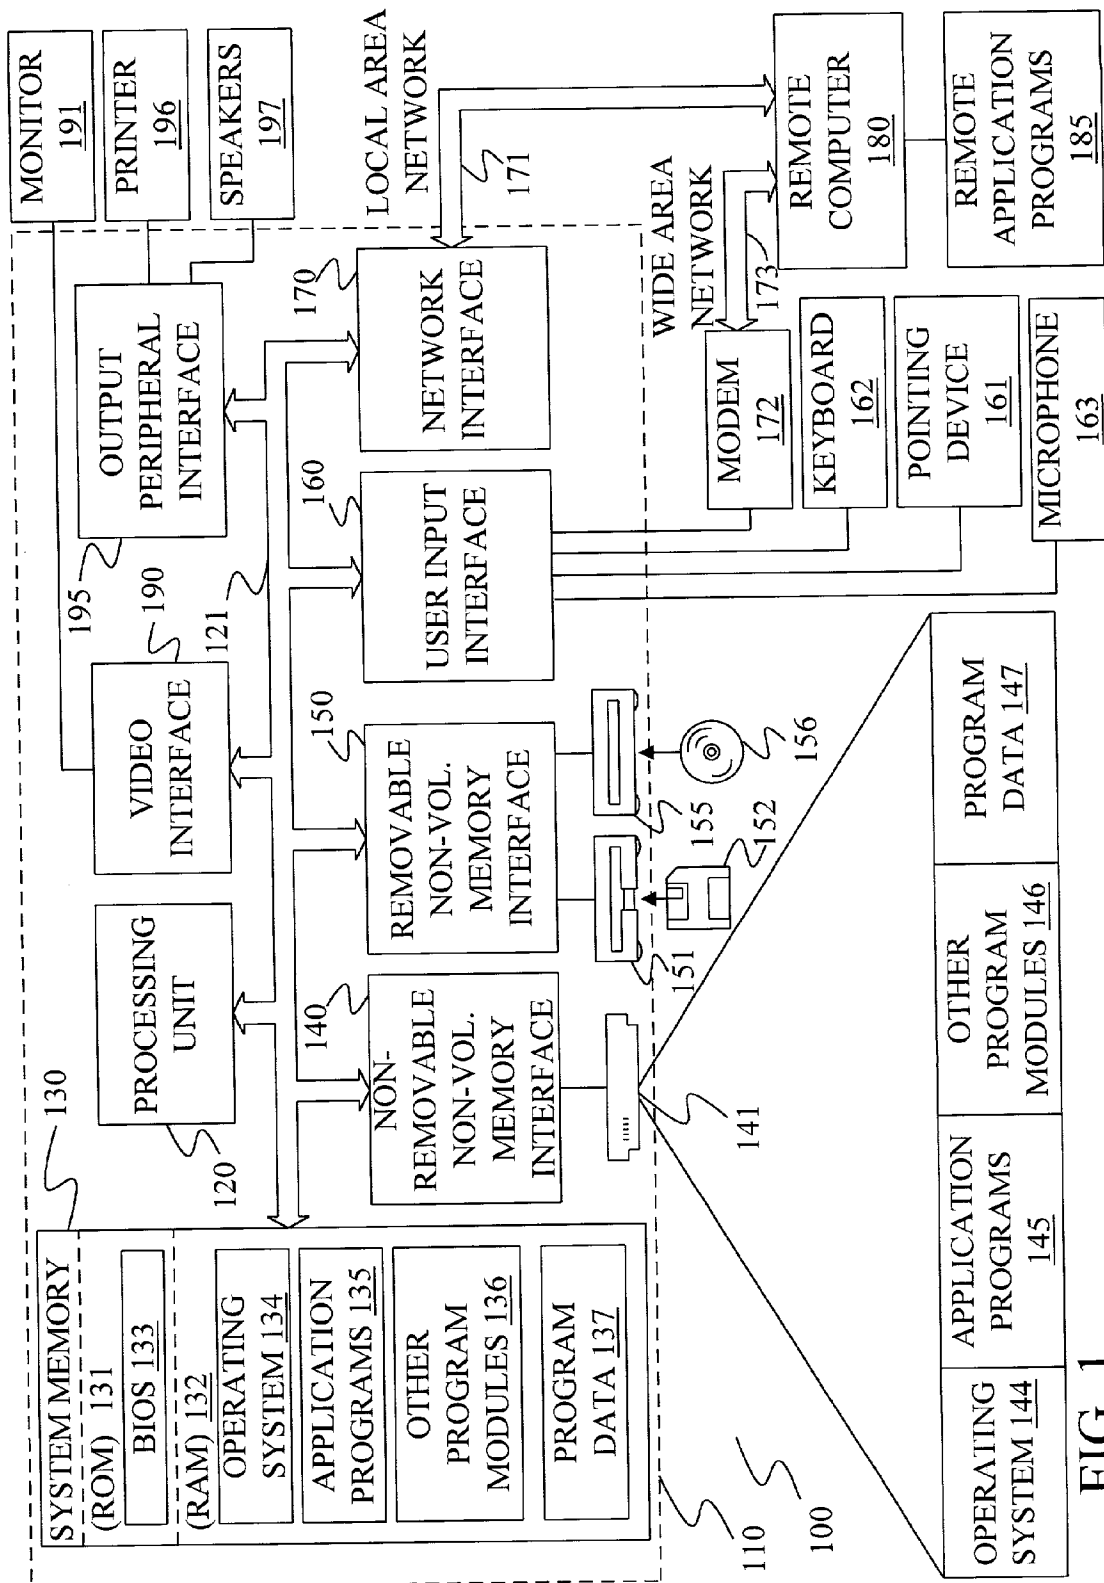 SYSTEM MEMORY
(ROM) 131
BIOS 133
(RAM) 132
OPERATING
SYSTEM 134
APPLICATION
PROGRAMS 135
OTHER
PROGRAM
MODULES 136
PROGRAM
DATA 137
130
120
PROCESSING
UNIT
VIDEO
INTERFACE
190
195
121
OUTPUT
PERIPHERAL
INTERFACE
MONITOR
191
PRINTER
196
SPEAKERS
197
140
NON-
REMOVABLE
NON-VOL.
MEMORY
INTERFACE
150
REMOVABLE
NON-VOL.
MEMORY
INTERFACE
160
USER INPUT
INTERFACE
170
NETWORK
INTERFACE
LOCAL AREA
NETWORK
171
141
151
152
155
156
WIDE AREA
NETWORK
173
MODEM
172
KEYBOARD
162
POINTING
DEVICE
161
MICROPHONE
163
REMOTE
COMPUTER
180
REMOTE
APPLICATION
PROGRAMS
185
110
100
OPERATING
SYSTEM 144
APPLICATION
PROGRAMS
145
OTHER
PROGRAM
MODULES 146
PROGRAM
DATA 147
FIG. 1